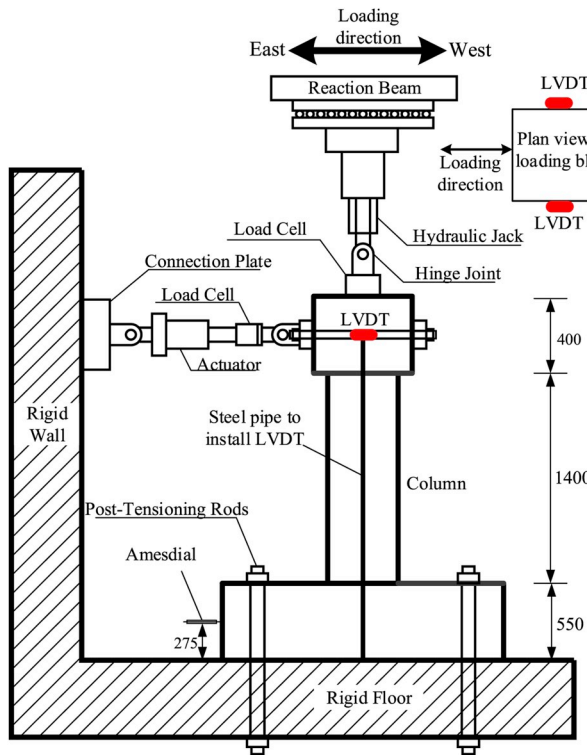 Loading
direction
East
West
Reaction Beam
LVDT
Plan view
Loading
direction
LVDT
Hydraulic Jack
Load Cell
Hinge Joint
Connection Plate
Load Cell
LVDT
Actuator
400
Rigid
Wall
Steel pipe to
install LVDT
Column
1400
Post-Tensioning Rods
Amesdial
275
550
Rigid Floor